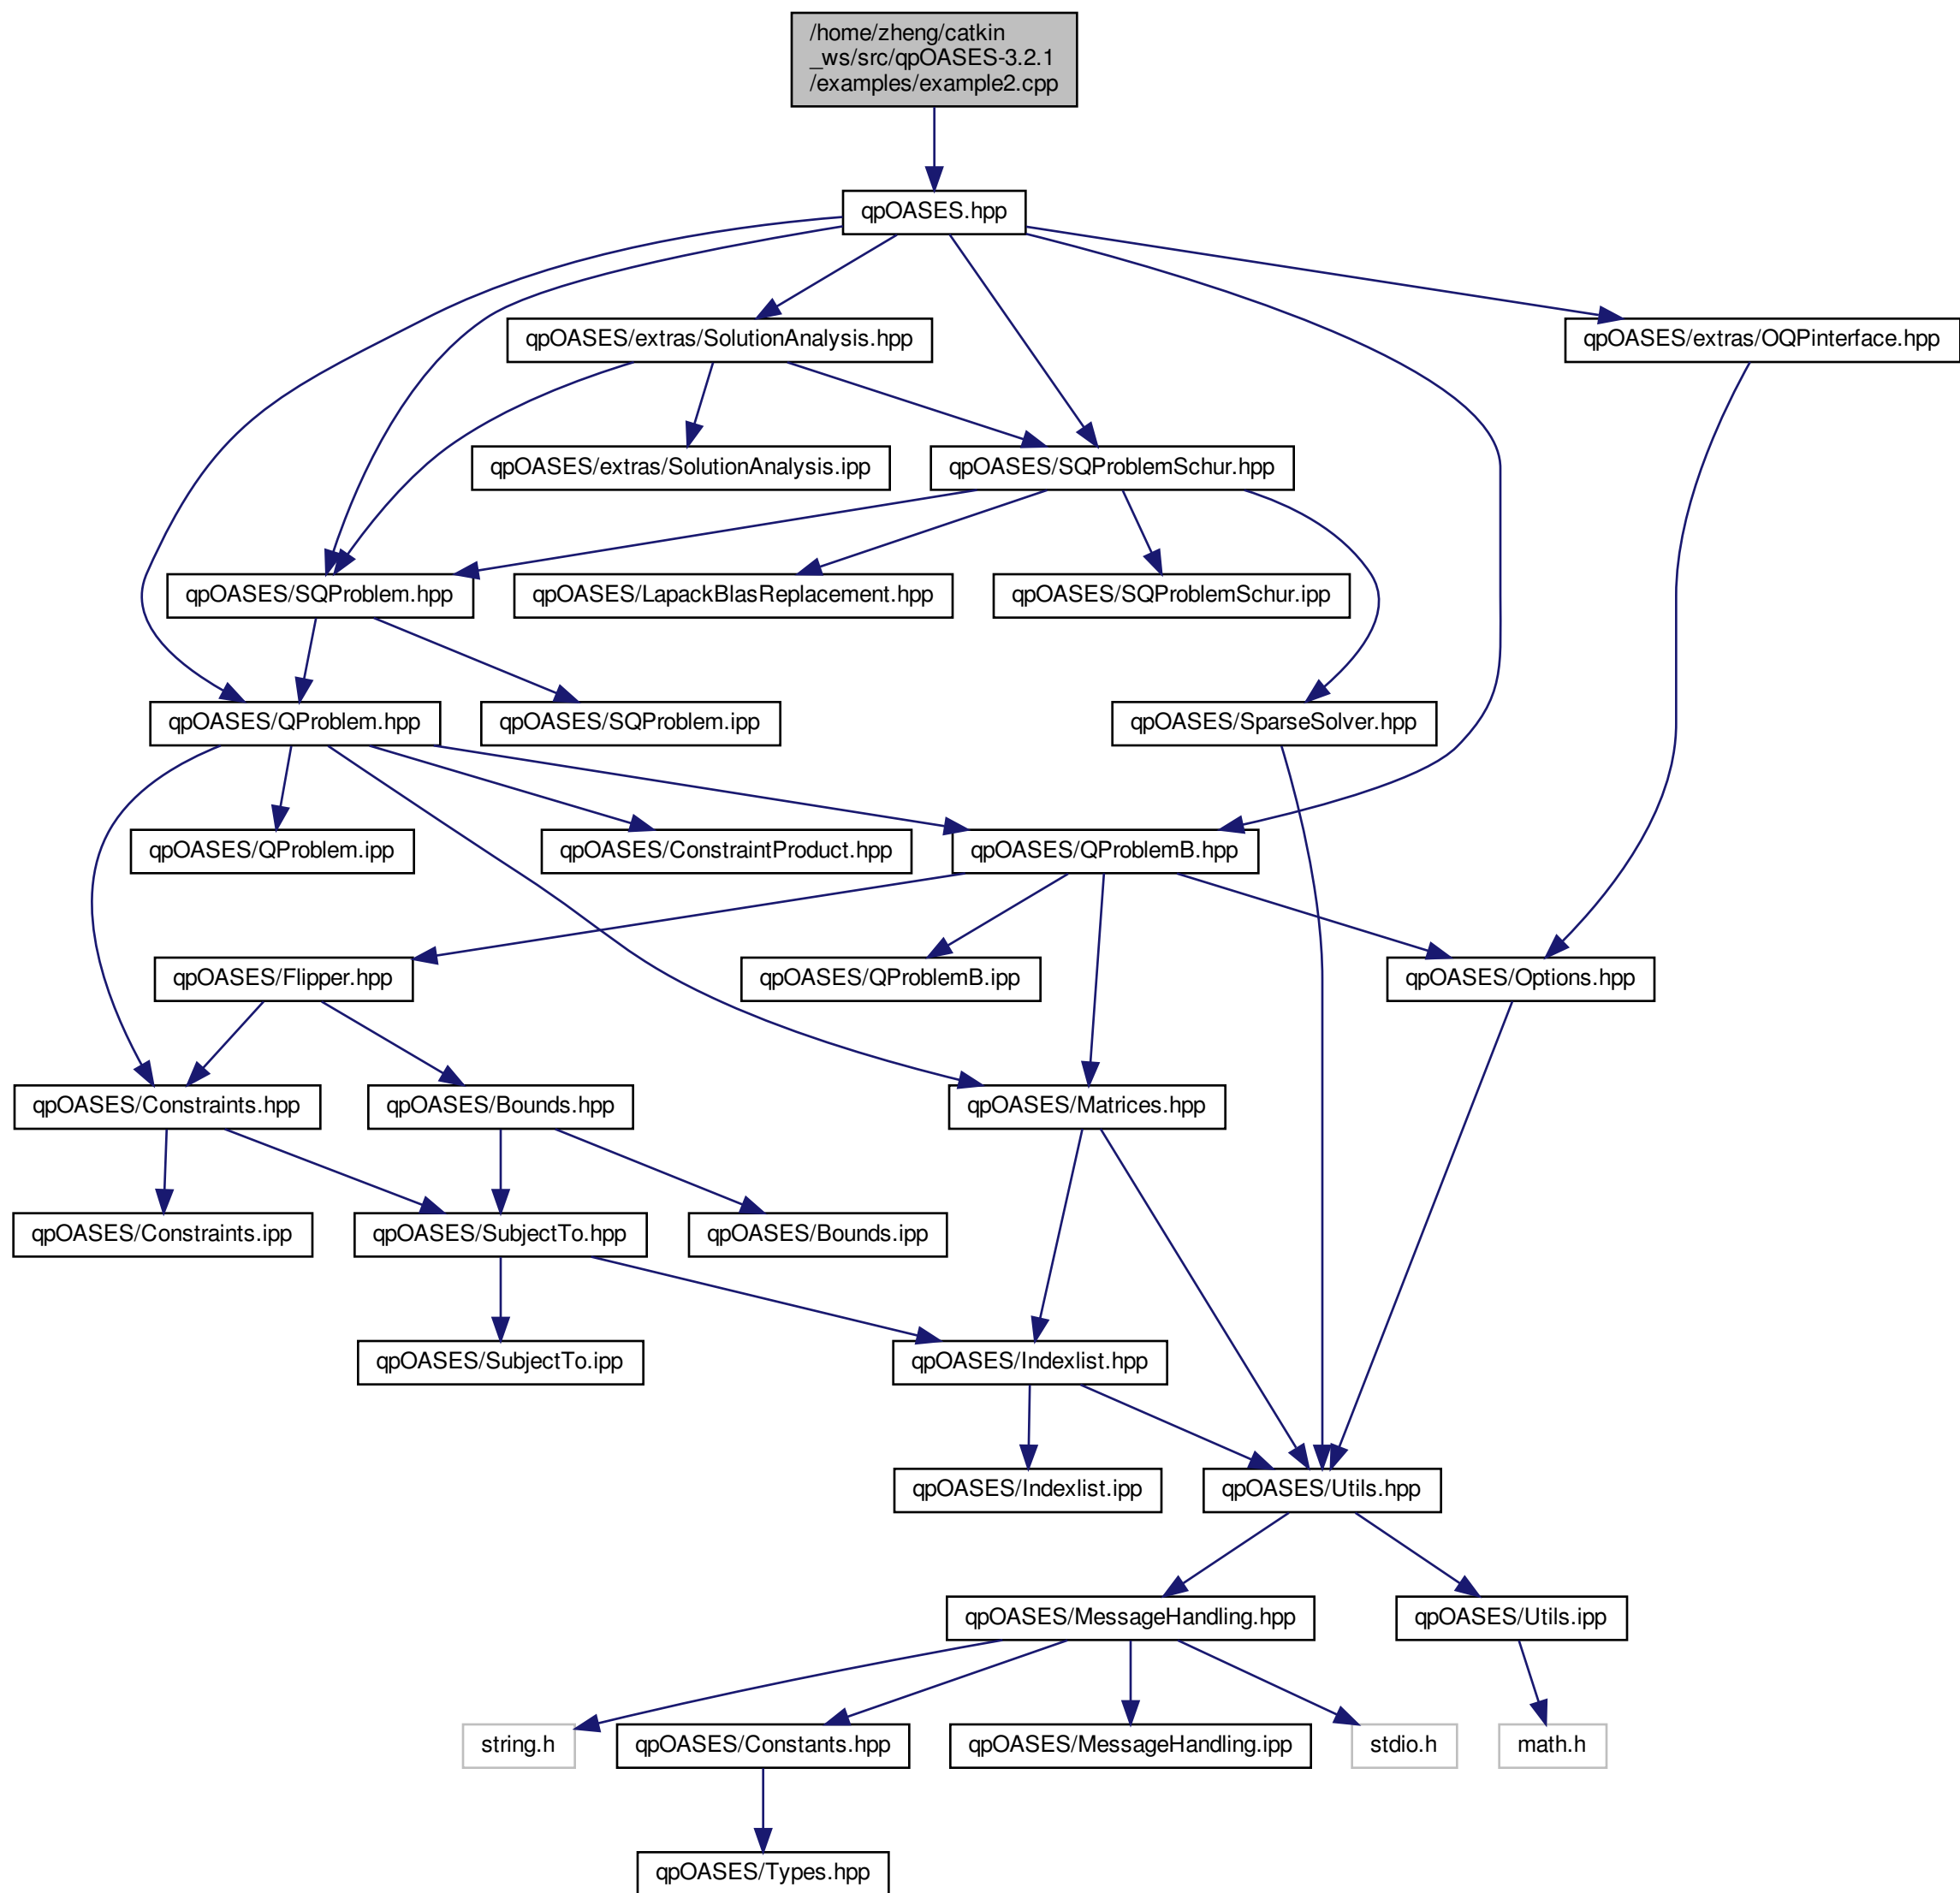 /home/zheng/catkin
_ws/src/qpOASES-3.2.1
/examples/example2.cpp
qpOASES.hpp
qpOASES/extras/SolutionAnalysis.hpp
qpOASES/extras/OQPinterface.hpp
qpOASES/extras/SolutionAnalysis.ipp
qpOASES/SQProblemSchur.hpp
qpOASES/SQProblem.hpp
qpOASES/LapackBlasReplacement.hpp
qpOASES/SQProblemSchur.ipp
qpOASES/QProblem.hpp
qpOASES/SQProblem.ipp
qpOASES/SparseSolver.hpp
qpOASES/QProblem.ipp
qpOASES/ConstraintProduct.hpp
qpOASES/QProblemB.hpp
qpOASES/Flipper.hpp
qpOASES/QProblemB.ipp
qpOASES/Options.hpp
qpOASES/Constraints.hpp
qpOASES/Bounds.hpp
qpOASES/Matrices.hpp
qpOASES/Constraints.ipp
qpOASES/SubjectTo.hpp
qpOASES/Bounds.ipp
qpOASES/SubjectTo.ipp
qpOASES/Indexlist.hpp
qpOASES/Indexlist.ipp
qpOASES/Utils.hpp
qpOASES/MessageHandling.hpp
qpOASES/Utils.ipp
string.h
qpOASES/Constants.hpp
qpOASES/MessageHandling.ipp
stdio.h
math.h
qpOASES/Types.hpp